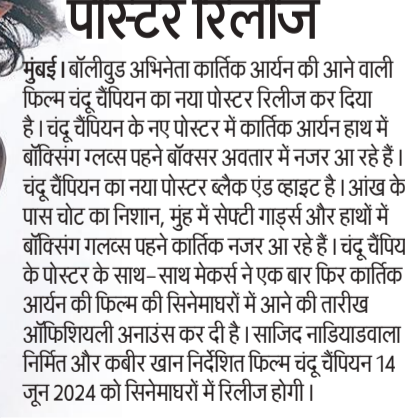 पोस्टर रिलीज
मुंबई। बॉलीवुड अभिनेता कार्तिक आर्यन की आने वाली
फिल्म चंदू चैंपियन का नया पोस्टर रिलीज कर दिया
है। चंदू चैंपियन के नए पोस्टर में कार्तिक आर्यन हाथ में
बॉक्सिंग ग्लव्स पहने बॉक्सर अवतार में नजर आ रहे हैं।
चंदू चैंपियन का नया पोस्टर ब्लैक एंड व्हाइट है। आंख के
पास चोट का निशान, मुंह में सेफ्टी गार्ड्स और हाथों में
बॉक्सिंग गलव्स पहने कार्तिक नजर आ रहे हैं। चंदू चैंपिय
के पोस्टर के साथ-साथ मेकर्स ने एक बार फिर कार्तिक
आर्यन की फिल्म की सिनेमाघरों में आने की तारीख
ऑफिशियली अनाउंस कर दी है। साजिद नाडियाडवाला
निर्मित और कबीर खान निर्देशित फिल्म चंदू चैंपियन 14
जून 2024 को सिनेमाघरों में रिलीज होगी।